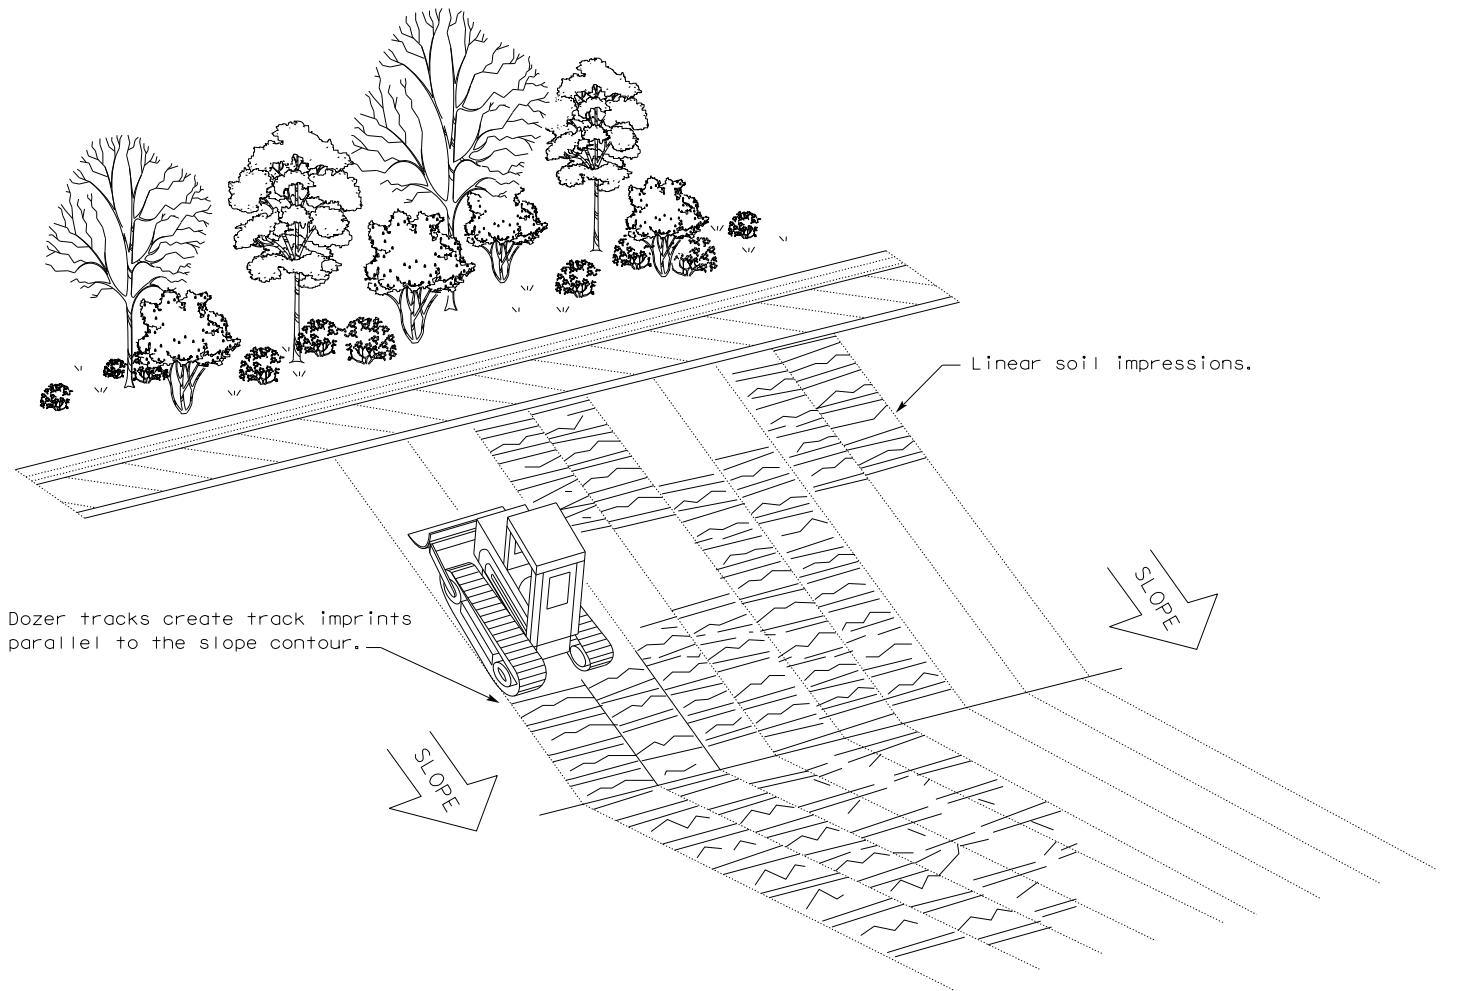 Linear soil impressions.
SLOPE
Dozer tracks create track imprints
parallel to the slope contour.
SLOPE